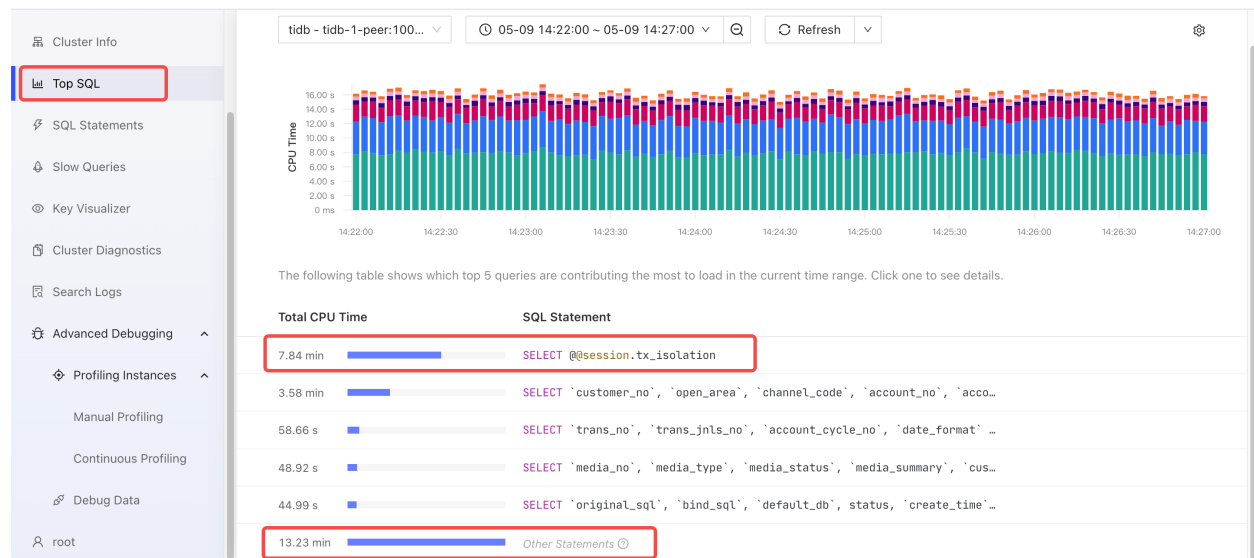 Cluster Info
Top SQL
SQL Statements
Slow Queries
Key Visualizer
Cluster Diagnostics
Search Logs
Advanced Debugging
Profiling Instances
Manual Profiling
Continuous Profiling
Debug Data
root
tidb - tidb-1-peer:100...
05-09 14:22:00 ~ 05-09 14:27:00
Refresh
CPU Time
16.00 s
14.00 s
12.00 s
10.00 s
8.00 s
6.00 s
4.00 s
2.00 s
0 ms
14:22:00 14:22:30 14:23:00 14:23:30 14:24:00 14:24:30 14:25:00 14:25:30 14:26:00 14:26:30 14:27:00
The following table shows which top 5 queries are contributing the most to load in the current time range. Click one to see details.
Total CPU Time SQL Statement
7.84 min SELECT @@session.tx_isolation
3.58 min SELECT `customer_no`, `open_area`, `channel_code`, `account_no`, `acco…
58.66 s SELECT `trans_no`, `trans_jnls_no`, `account_cycle_no`, `date_format` …
48.92 s SELECT `media_no`, `media_type`, `media_status`, `media_summary`, `cus…
44.99 s SELECT `original_sql`, `bind_sql`, `default_db`, status, `create_time`…
13.23 min Other Statements